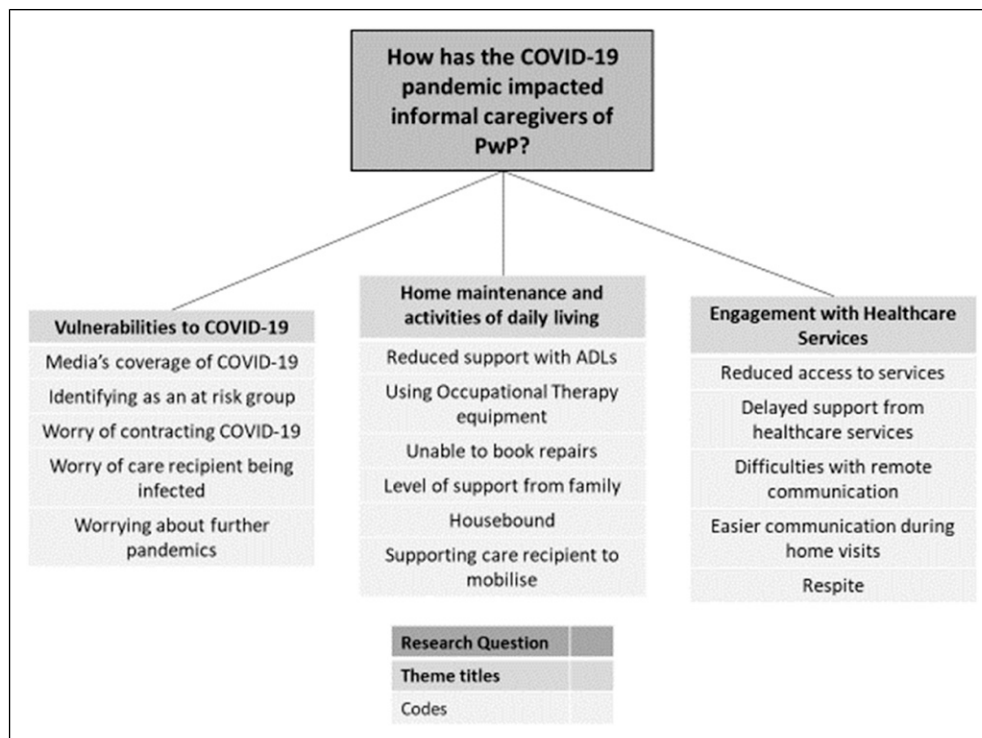 How has the COVID-19
pandemic impacted
informal caregivers of
PwP?
Vulnerabilities to COVID-19
Media's coverage of COVID-19
Identifying as an at risk group
Worry of contracting COVID-19
Worry of care recipient being
infected
Worrying about further
pandemics
Home maintenance and
activities of daily living
Reduced support with ADLs
Using Occupational Therapy
equipment
Unable to book repairs
Level of support from family
Housebound
Supporting care recipient to
mobilise
Engagement with Healthcare
Services
Reduced access to services
Delayed support from
healthcare services
Difficulties with remote
communication
Easier communication during
home visits
Respite
Research Question
Theme titles
Codes